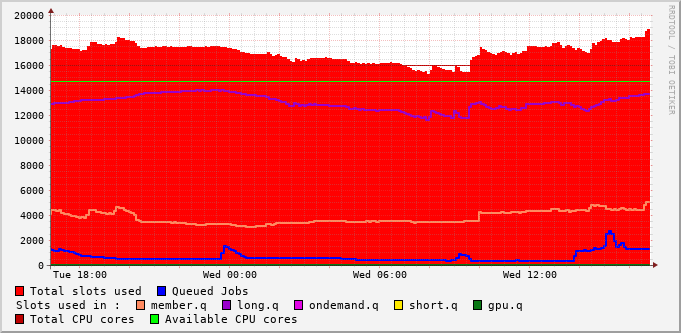 RRDTOOL / TOBI OETIKER
20000
18000
16000
14000
12000
10000
8000
6000
4000
2000
0
Tue 18:00 Wed 00:00 Wed 06:00 Wed 12:00
Total slots used Queued Jobs
Slots used in : member.q long.q ondemand.q short.q gpu.q
Total CPU cores Available CPU cores